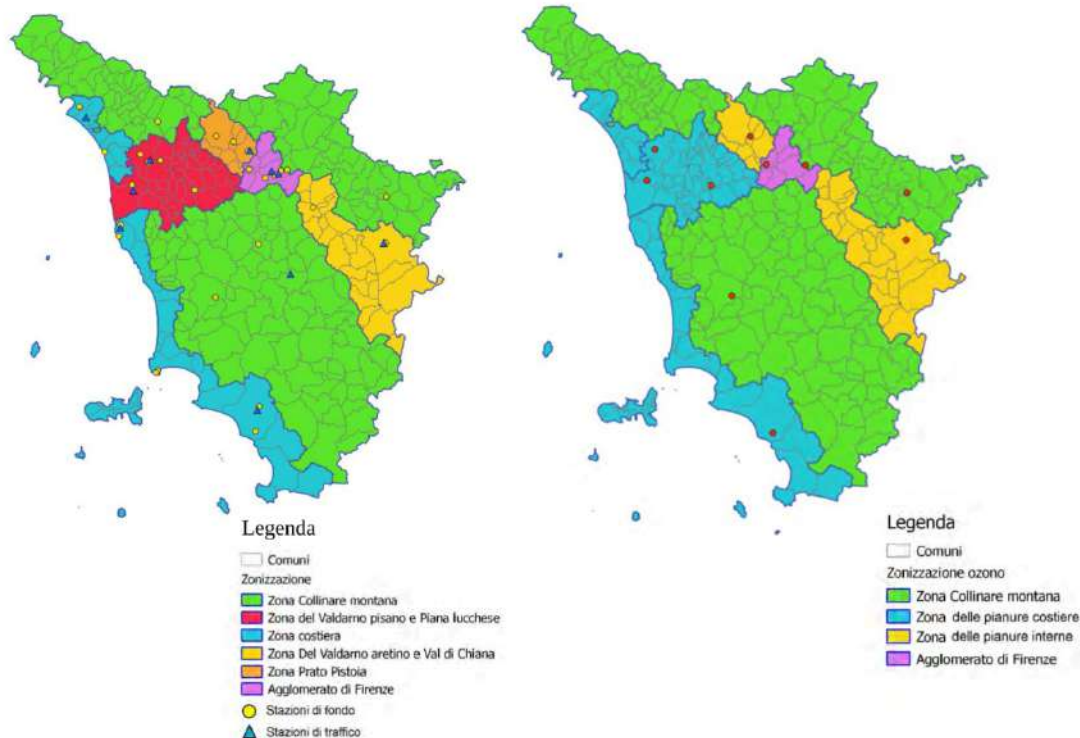 Legenda
Comuni
Zonizzazione
Zona Collinare montana
Zona del Valdarno pisano e Piana lucchese
Zona costiera
Zona Del Valdarno aretino e Val di Chiana
Zona Prato Pistoia
Agglomerato di Firenze
Stazioni di fondo
Stazioni di traffico
Legenda
Comuni
Zonizzazione ozono
Zona Collinare montana
Zona delle pianure costiere
Zona delle pianure interne
Agglomerato di Firenze